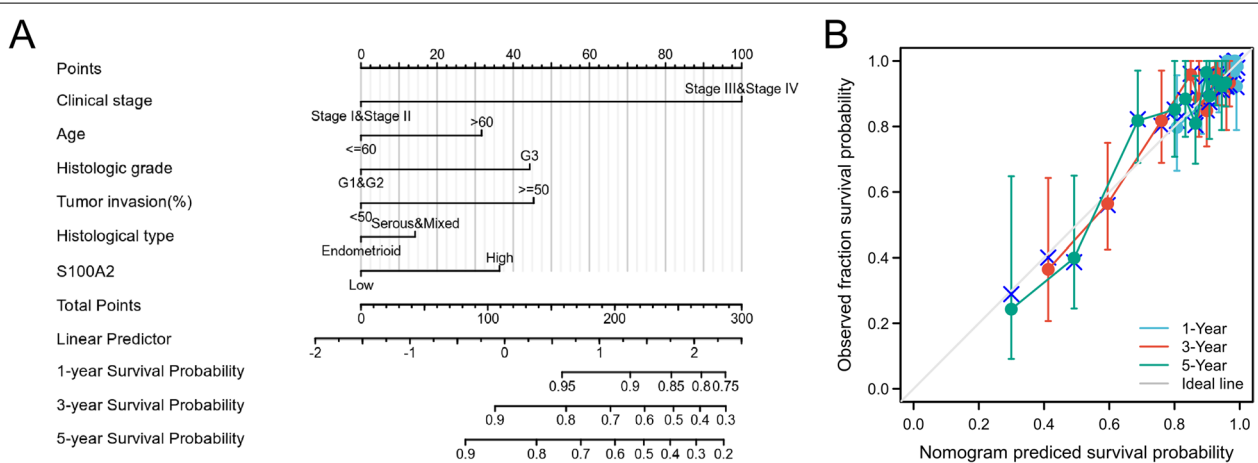 A
0 20 40 60 80 100
Points
Stage III&Stage IV
Clinical stage
Stage I&Stage II
>60
Age
<=60
G3
Histologic grade
G1&G2
>=50
Tumor invasion(%)
<50
Serous&Mixed
Histological type
Endometrioid
High
S100A2
Low
Total Points
0 100 200 300
Linear Predictor
-2 -1 0 1 2
1-year Survival Probability
0.95 0.9 0.85 0.8 0.75
3-year Survival Probability
0.9 0.8 0.7 0.6 0.5 0.4 0.3
5-year Survival Probability
0.9 0.8 0.7 0.6 0.5 0.4 0.3 0.2
B
Observed fraction survival probability
1.0
0.8
0.6
0.4
0.2
0.0
1-Year
3-Year
5-Year
Ideal line
0.0 0.2 0.4 0.6 0.8 1.0
Nomogram prediced survival probability